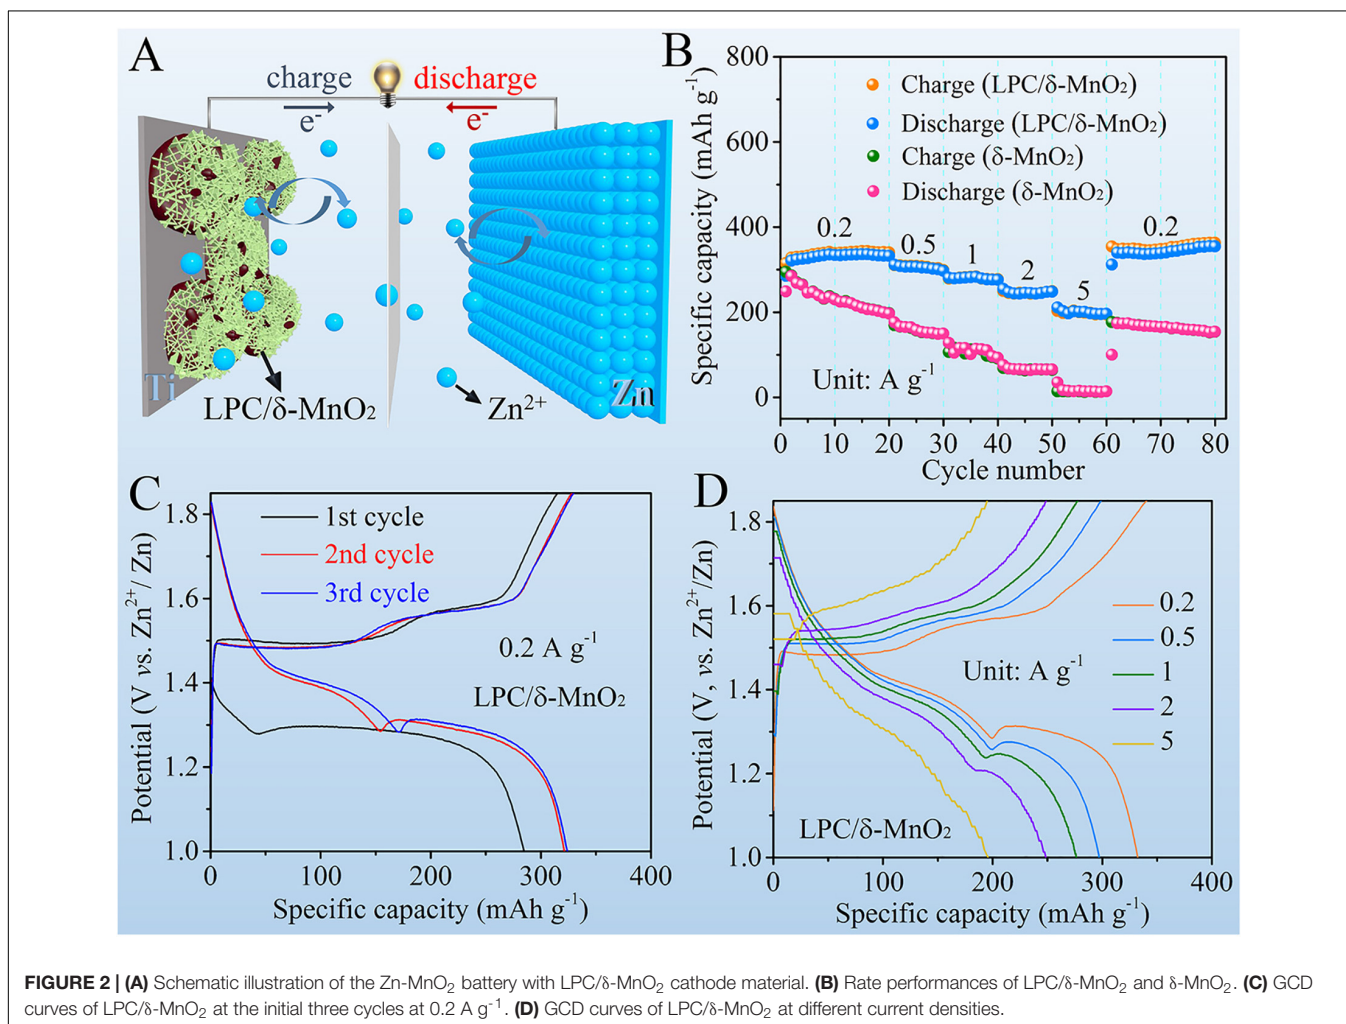 A
charge
discharge
e⁻
e⁻
Ti
LPC/δ-MnO₂
Zn²⁺
Zn
B
Specific capacity (mAh g⁻¹)
800
600
400
200
0
Charge (LPC/δ-MnO₂)
Discharge (LPC/δ-MnO₂)
Charge (δ-MnO₂)
Discharge (δ-MnO₂)
0.2
0.5
1
2
5
0.2
Unit: A g⁻¹
0 10 20 30 40 50 60 70 80
Cycle number
C
Potential (V vs. Zn²⁺/ Zn)
1.8
1.6
1.4
1.2
1.0
1st cycle
2nd cycle
3rd cycle
0.2 A g⁻¹
LPC/δ-MnO₂
0 100 200 300 400
Specific capacity (mAh g⁻¹)
D
Potential (V, vs. Zn²⁺/Zn)
1.8
1.6
1.4
1.2
1.0
0.2
0.5
1
2
5
Unit: A g⁻¹
LPC/δ-MnO₂
0 100 200 300 400
Specific capacity (mAh g⁻¹)
FIGURE 2 | (A) Schematic illustration of the Zn-MnO₂ battery with LPC/δ-MnO₂ cathode material. (B) Rate performances of LPC/δ-MnO₂ and δ-MnO₂. (C) GCD
curves of LPC/δ-MnO₂ at the initial three cycles at 0.2 A g⁻¹. (D) GCD curves of LPC/δ-MnO₂ at different current densities.